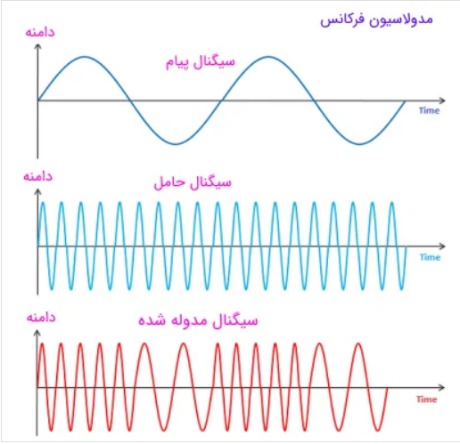 مدولاسیون فرکانس
دامنه
سیگنال پیام
Time
دامنه
سیگنال حامل
Time
دامنه
سیگنال مدوله شده
Time